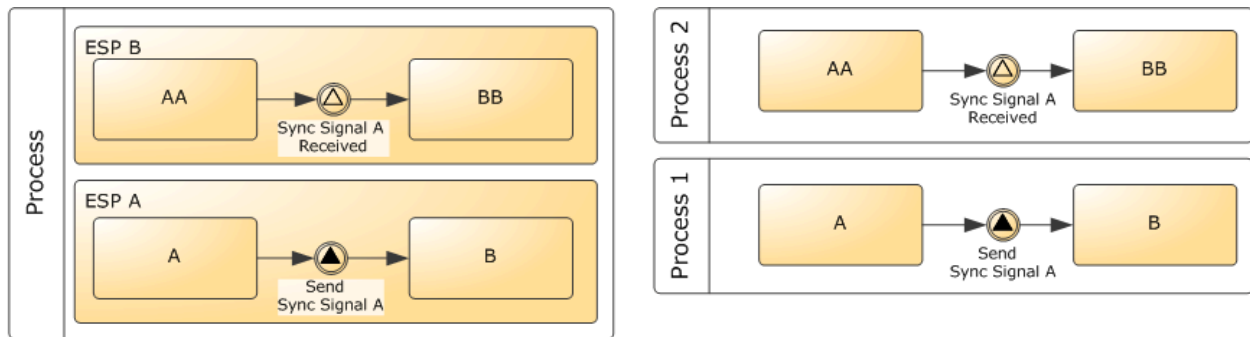 Process
ESP B
AA
Sync Signal A
Received
BB
ESP A
A
Send
Sync Signal A
B
Process 2
AA
Sync Signal A
Received
BB
Process 1
A
Send
Sync Signal A
B